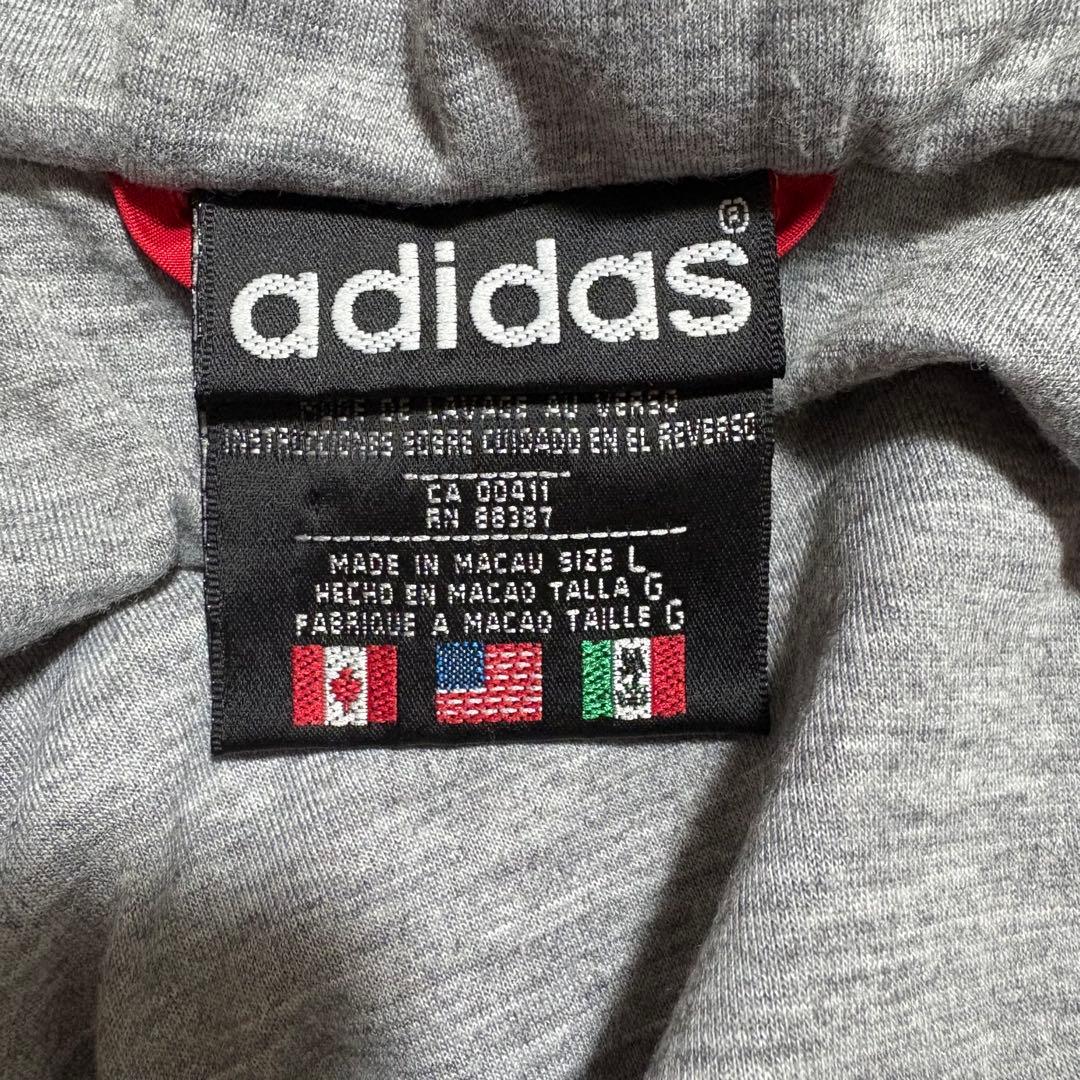 adidas®
MODE DE LAVAGE AU VERSO
INSTRUCCIONES SOBRE CUIDADO EN EL REVERSO
CA 00411
RN 88387
MADE IN MACAU SIZE L
HECHO EN MACAO TALLA G
FABRIQUE A MACAO TAILLE G